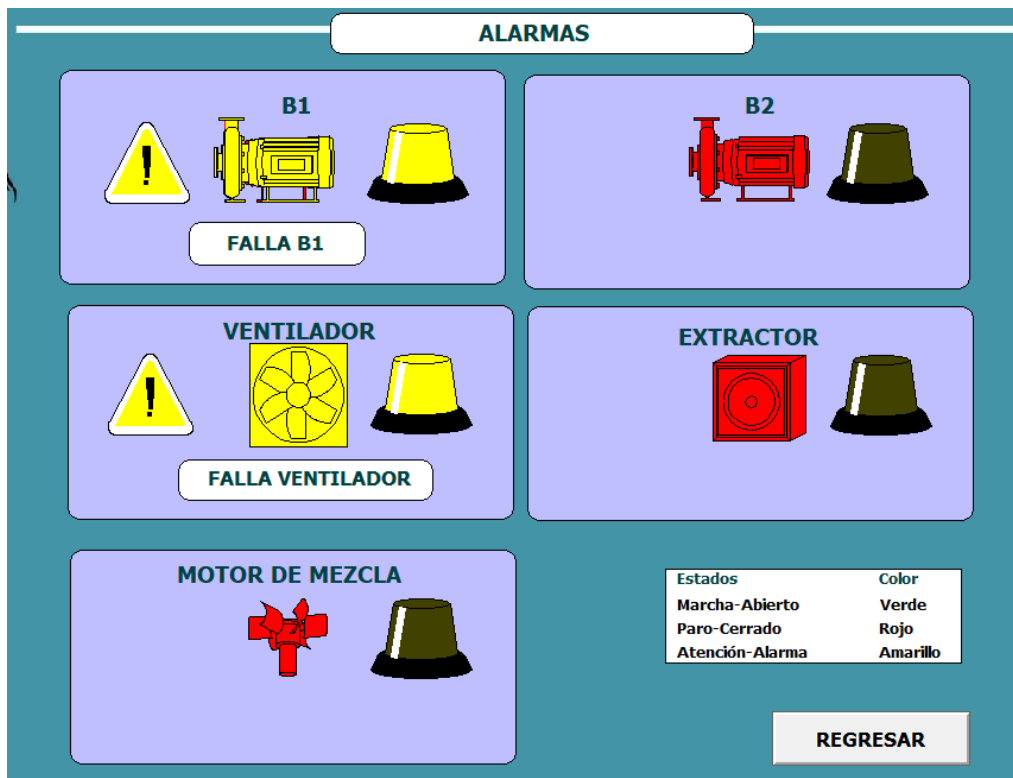 ALARMAS
B1
!
FALLA B1
B2
VENTILADOR
!
FALLA VENTILADOR
EXTRACTOR
MOTOR DE MEZCLA
Estados Color
Marcha-Abierto Verde
Paro-Cerrado Rojo
Atención-Alarma Amarillo
REGRESAR